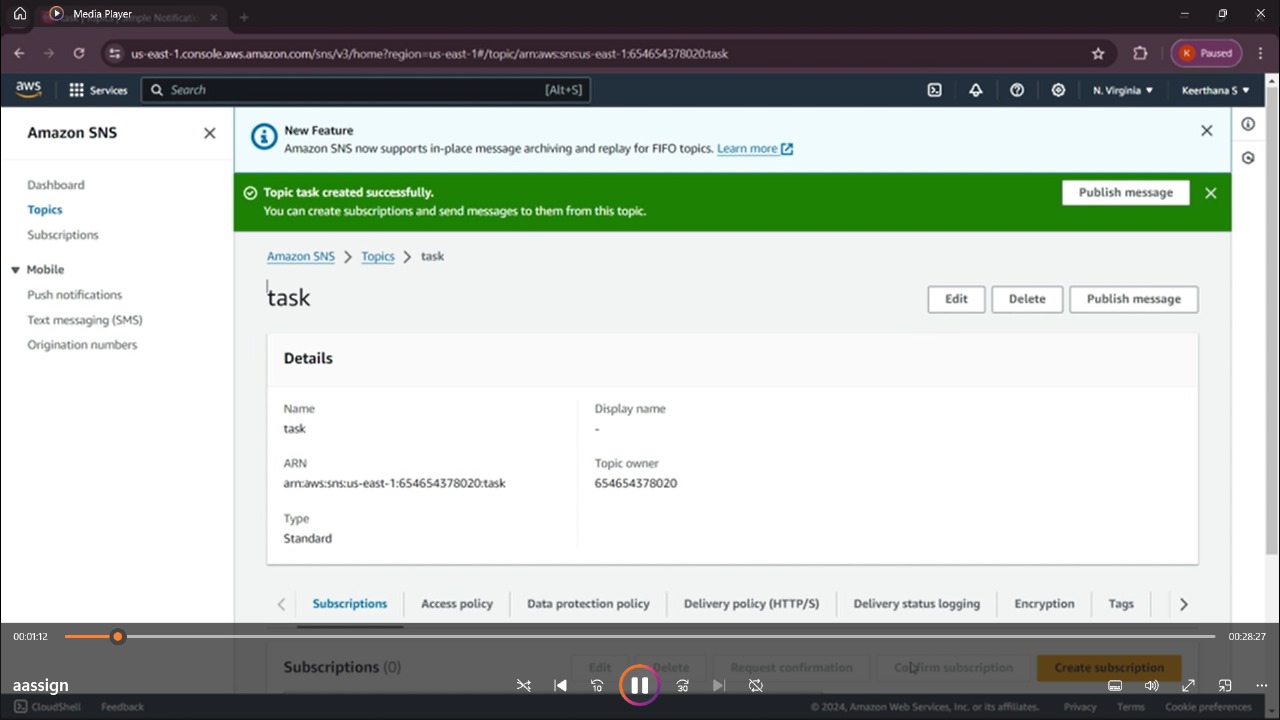 Media Player
us-east-1.console.aws.amazon.com/sns/v3/home?region=us-east-1#/topic/arn:aws:sns:us-east-1:654654378020:task
K Paused
aws Services Search [Alt+S] N. Virginia Keerthana S
Amazon SNS
Dashboard
Topics
Subscriptions
Mobile
Push notifications
Text messaging (SMS)
Origination numbers
New Feature
Amazon SNS now supports in-place message archiving and replay for FIFO topics. Learn more
Topic task created successfully.
You can create subscriptions and send messages to them from this topic.
Publish message
Amazon SNS Topics task
task
Edit Delete Publish message
Details
Name
task
Display name
-
ARN
arn:aws:sns:us-east-1:654654378020:task
Topic owner
654654378020
Type
Standard
Subscriptions Access policy Data protection policy Delivery policy (HTTP/S) Delivery status logging Encryption Tags
00:01:12 00:28:27
Subscriptions (0) Edit Delete Request confirmation Confirm subscription Create subscription
aassign
10 30
CloudShell Feedback © 2024, Amazon Web Services, Inc. or its affiliates. Privacy Terms Cookie preferences